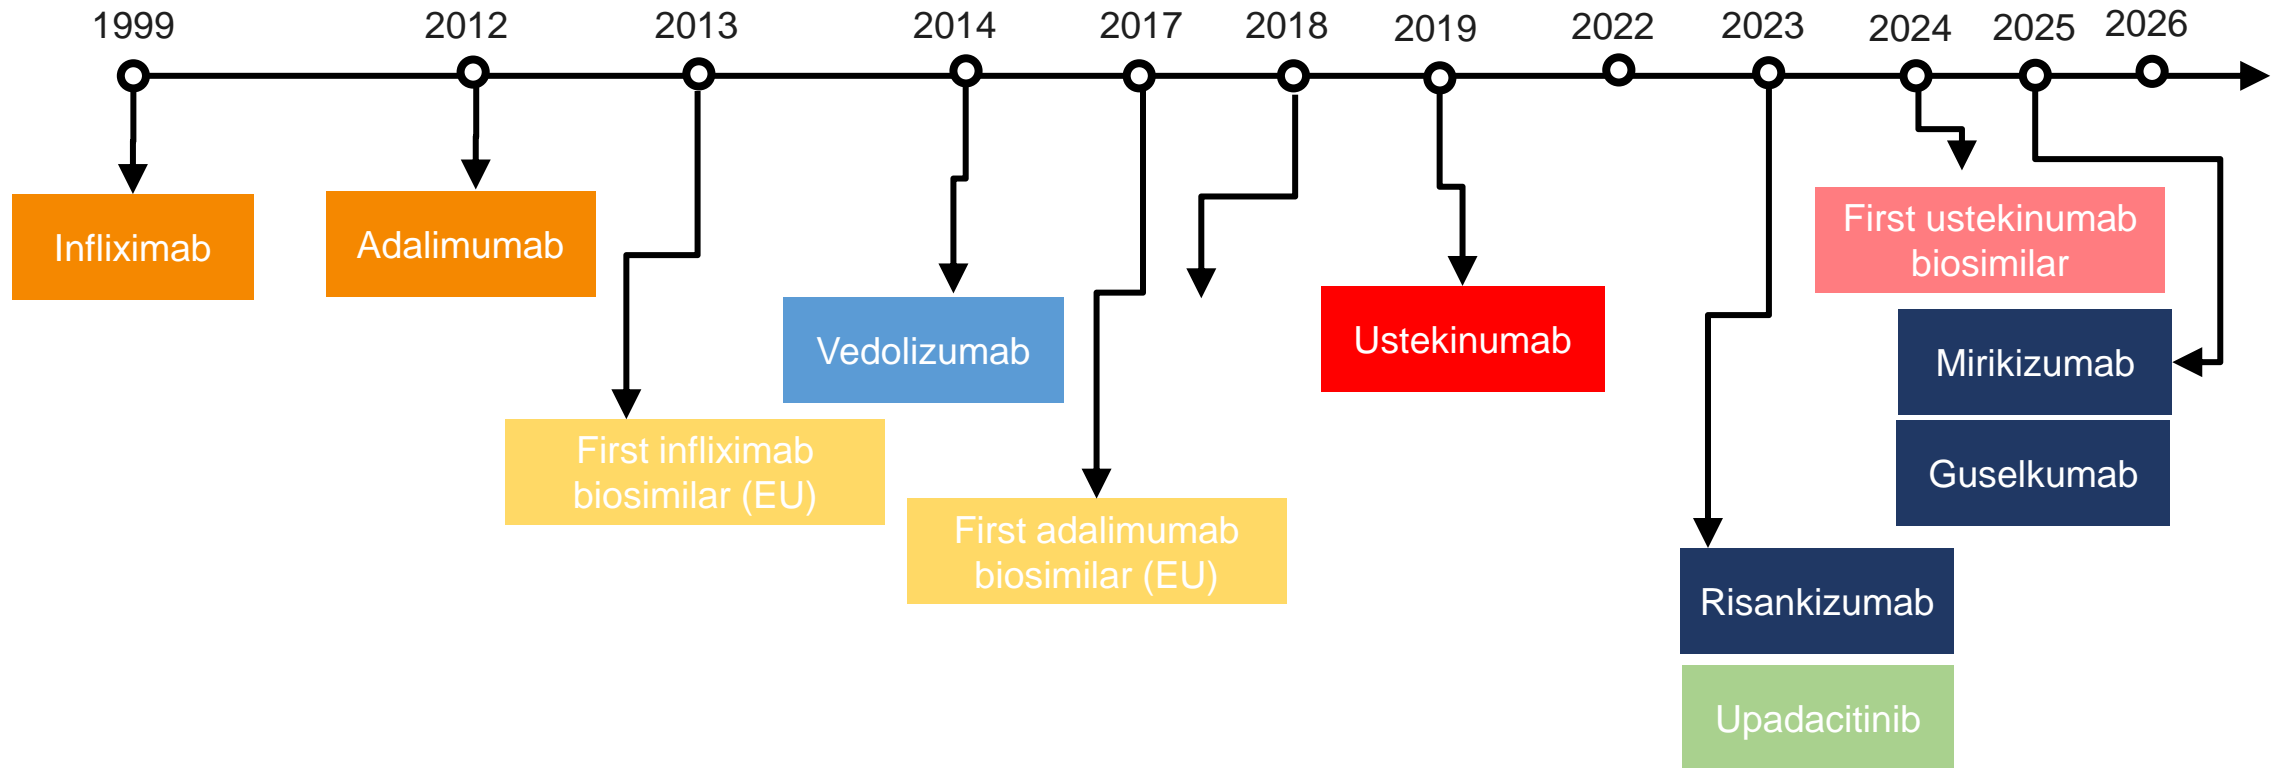 1999
2012
2013
2014
2017
2018
2019
2022
2023
2024
2025
2026
Infliximab
Adalimumab
First infliximab
biosimilar (EU)
Vedolizumab
First adalimumab
biosimilar (EU)
Ustekinumab
First ustekinumab
biosimilar
Mirikizumab
Guselkumab
Risankizumab
Upadacitinib